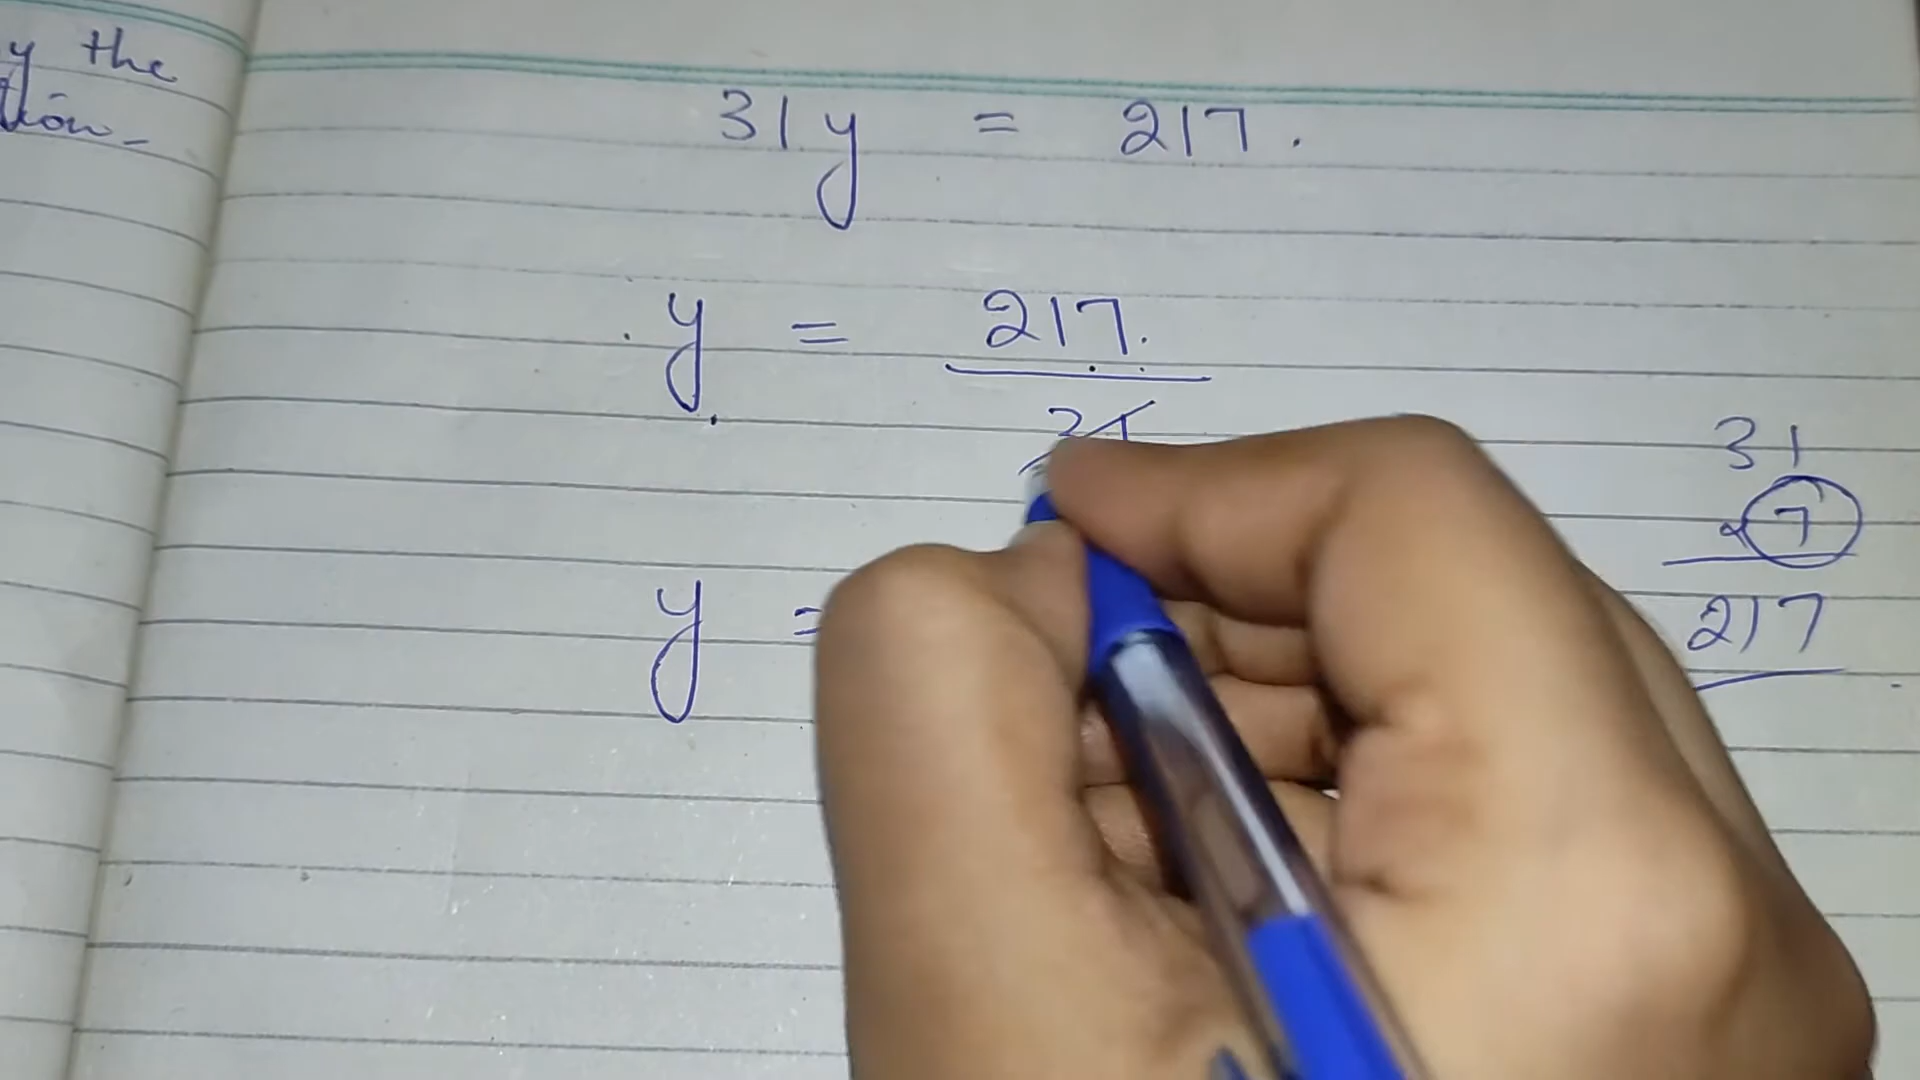 y the
31y = 217.
y = 217.
31
31
× 7
217
y =